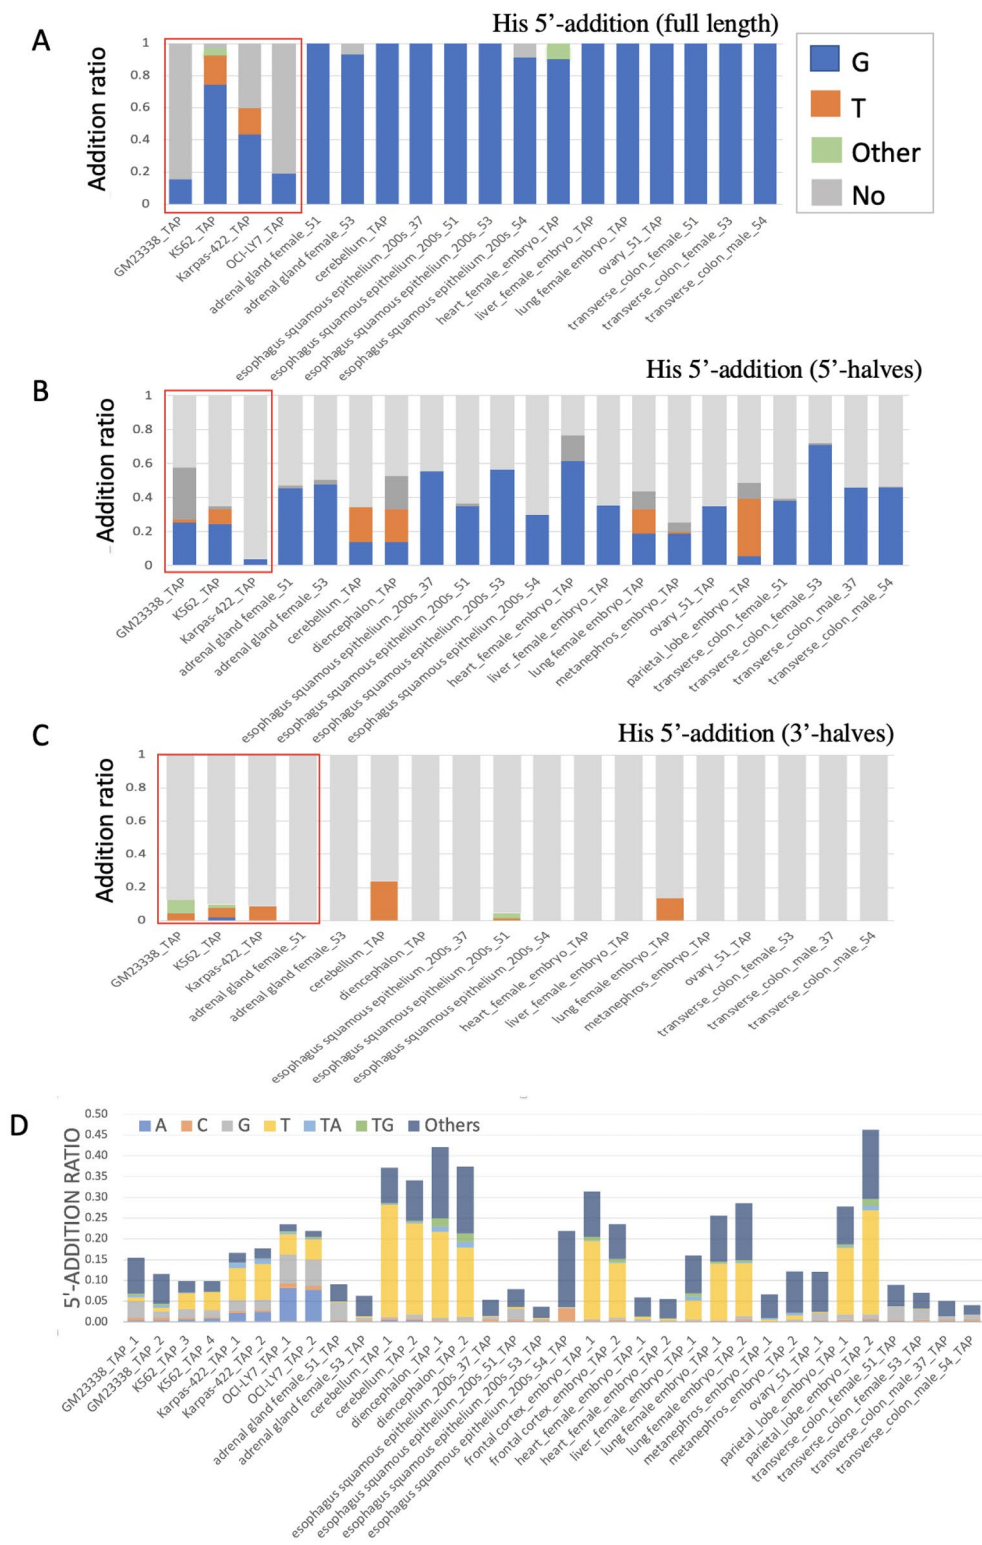 A
His 5’-addition (full length)
Addition ratio
1
0.8
0.6
0.4
0.2
0
G
T
Other
No
GM23338_TAP
K562_TAP
Karpas-422_TAP
OCI-LY7_TAP
adrenal gland female_51
adrenal gland female_53
cerebellum_TAP
esophagus squamous epithelium_200s_37
esophagus squamous epithelium_200s_51
esophagus squamous epithelium_200s_53
esophagus squamous epithelium_200s_54
heart_female_embryo_TAP
liver_female_embryo_TAP
lung female embryo_TAP
ovary_51_TAP
transverse_colon_female_51
transverse_colon_female_53
transverse_colon_male_54
B
His 5’-addition (5’-halves)
Addition ratio
1
0.8
0.6
0.4
0.2
0
GM23338_TAP
K562_TAP
Karpas-422_TAP
adrenal gland female_51
adrenal gland female_53
cerebellum_TAP
diencephalon_TAP
esophagus squamous epithelium_200s_37
esophagus squamous epithelium_200s_51
esophagus squamous epithelium_200s_53
esophagus squamous epithelium_200s_54
heart_female_embryo_TAP
liver_female_embryo_TAP
lung female embryo_TAP
metanephros_embryo_TAP
ovary_51_TAP
parietal_lobe_embryo_TAP
transverse_colon_female_51
transverse_colon_female_53
transverse_colon_male_37
transverse_colon_male_54
C
His 5’-addition (3’-halves)
Addition ratio
1
0.8
0.6
0.4
0.2
0
GM23338_TAP
K562_TAP
Karpas-422_TAP
adrenal gland female_51
adrenal gland female_53
cerebellum_TAP
diencephalon_TAP
esophagus squamous epithelium_200s_37
esophagus squamous epithelium_200s_51
esophagus squamous epithelium_200s_54
heart_female_embryo_TAP
liver_female_embryo_TAP
lung female embryo_TAP
metanephros_embryo_TAP
ovary_51_TAP
transverse_colon_female_53
transverse_colon_male_37
transverse_colon_male_54
D
A C G T TA TG Others
5'-ADDITION RATIO
0.50
0.45
0.40
0.35
0.30
0.25
0.20
0.15
0.10
0.05
0.00
GM23338_TAP_1
GM23338_TAP_2
K562_TAP_3
K562_TAP_4
Karpas-422_TAP_1
Karpas-422_TAP_2
OCI-LY7_TAP_1
OCI-LY7_TAP_2
adrenal gland female_51_TAP
adrenal gland female_53_TAP
cerebellum_TAP_1
cerebellum_TAP_2
diencephalon_TAP_1
diencephalon_TAP_2
esophagus squamous epithelium_200s_37_TAP
esophagus squamous epithelium_200s_51_TAP
esophagus squamous epithelium_200s_53_TAP
esophagus squamous epithelium_200s_54_TAP
frontal cortex_embryo_TAP_1
frontal cortex_embryo_TAP_2
heart_female_embryo_TAP_1
heart_female_embryo_TAP_2
liver_female_embryo_TAP_1
lung female embryo_TAP_1
lung female embryo_TAP_2
metanephros_embryo_TAP_1
metanephros_embryo_TAP_2
ovary_51_TAP_1
parietal_lobe_embryo_TAP_1
parietal_lobe_embryo_TAP_2
transverse_colon_female_51_TAP
transverse_colon_female_53_TAP
transverse_colon_male_37_TAP
transverse_colon_male_54_TAP